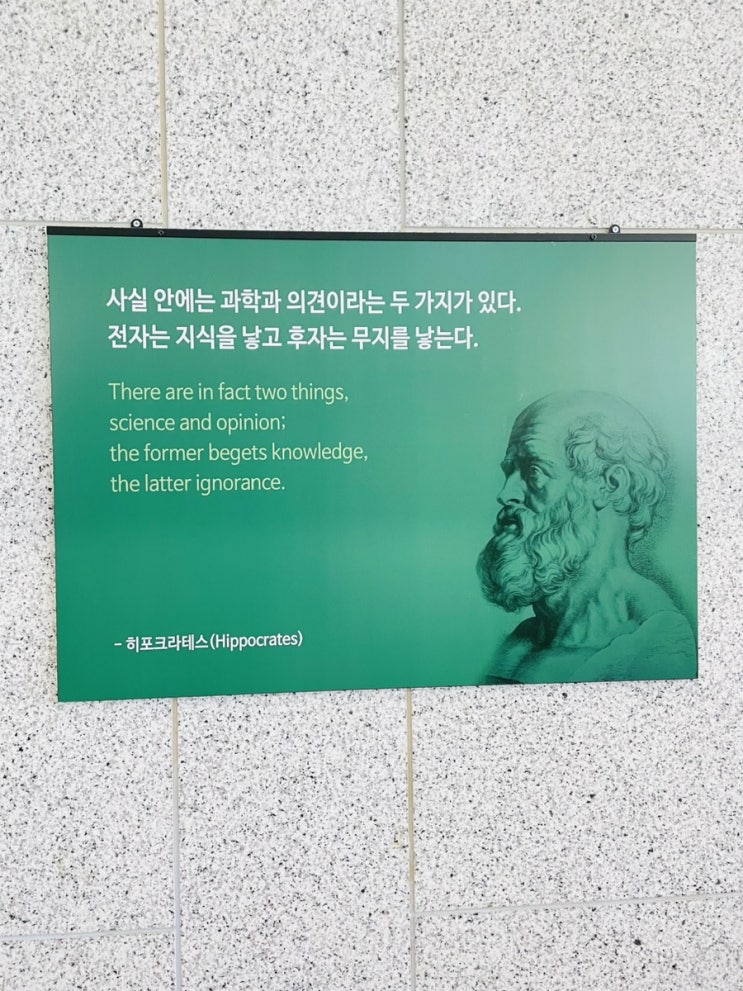 사실 안에는 과학과 의견이라는 두 가지가 있다.
전자는 지식을 낳고 후자는 무지를 낳는다.
There are in fact two things,
science and opinion;
the former begets knowledge,
the latter ignorance.
- 히포크라테스(Hippocrates)